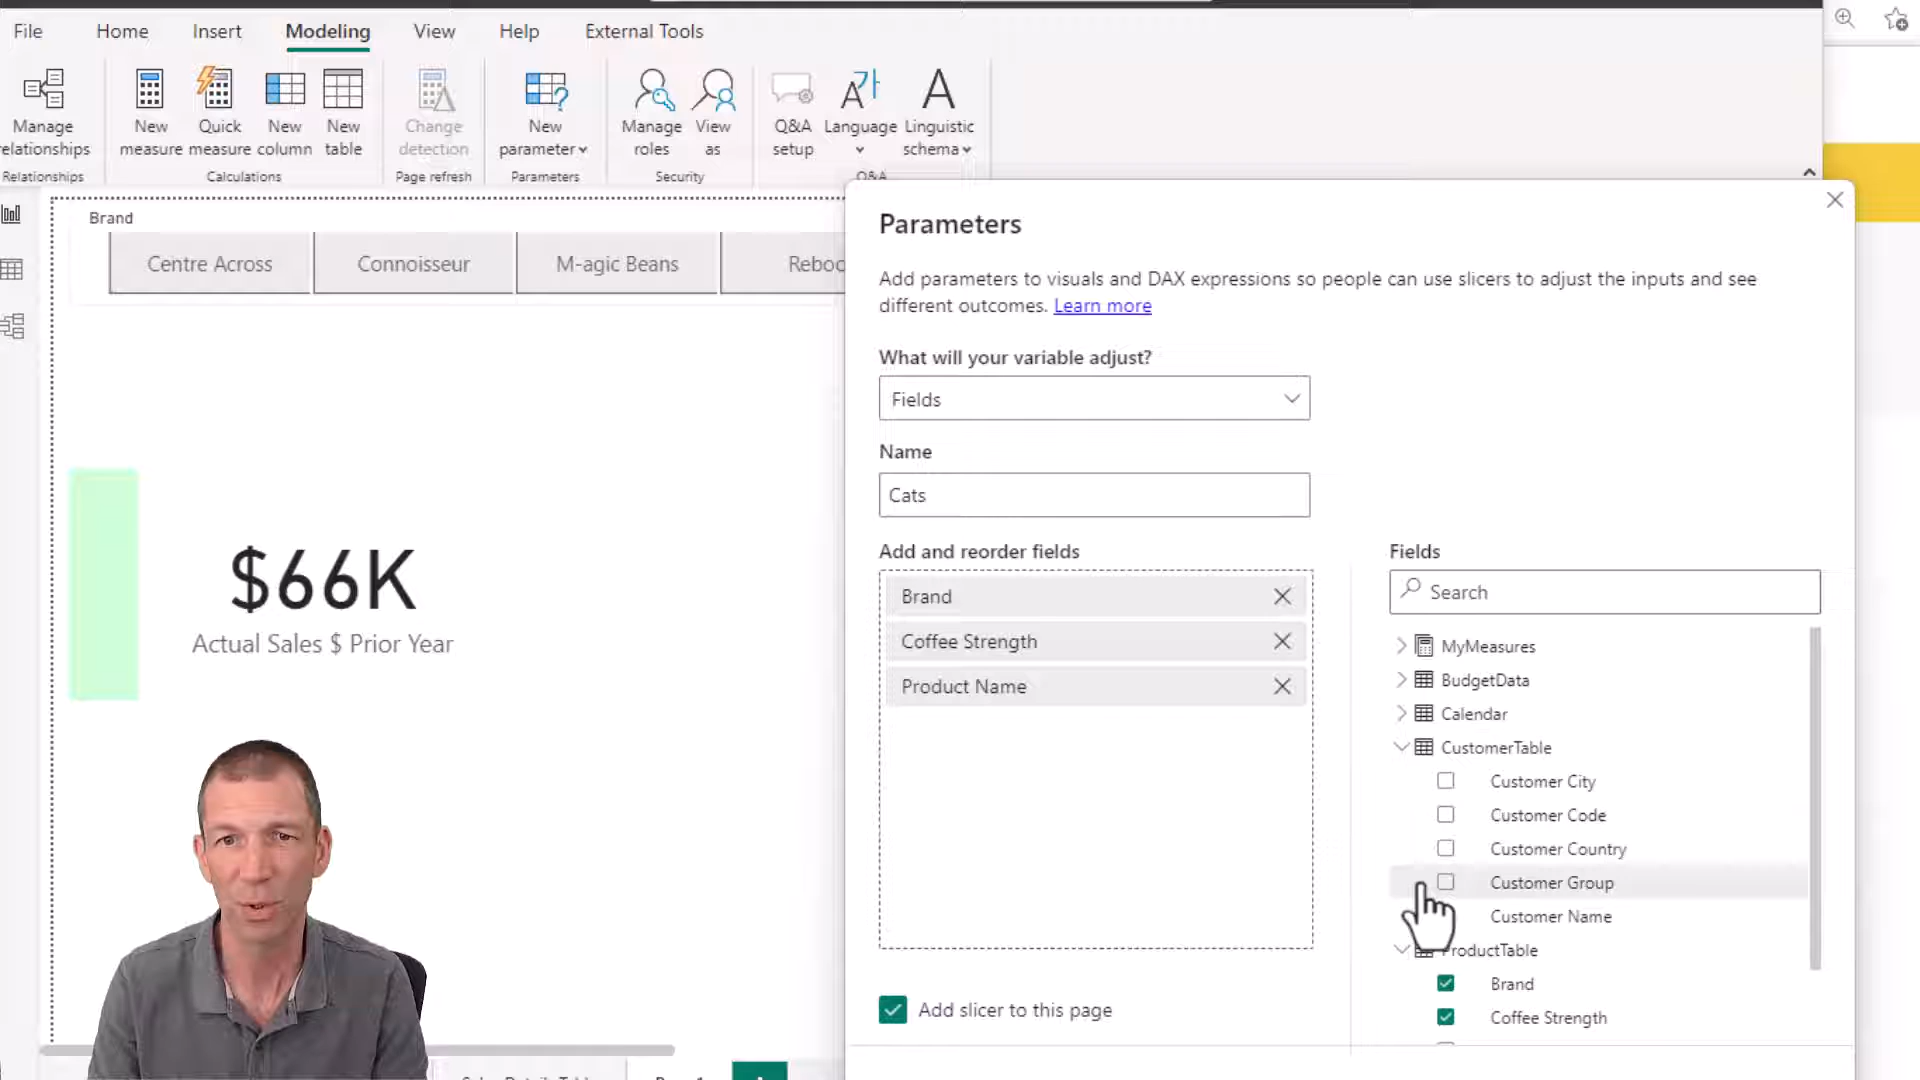 File Home Insert Modeling View Help External Tools
Manage relationships
New measure
Quick measure
New column
New table
Change detection
New parameter
Manage roles
View as
Q&A setup
Language
Linguistic schema
Relationships
Calculations
Page refresh
Parameters
Security
Q&A
Brand
Centre Across
Connoisseur
M-agic Beans
$66K
Actual Sales $ Prior Year
Parameters
Add parameters to visuals and DAX expressions so people can use slicers to adjust the inputs and see
different outcomes. Learn more
What will your variable adjust?
Fields
Name
Cats
Add and reorder fields
Brand
Coffee Strength
Product Name
Add slicer to this page
Fields
Search
MyMeasures
BudgetData
Calendar
CustomerTable
Customer City
Customer Code
Customer Country
Customer Group
Customer Name
ProductTable
Brand
Coffee Strength